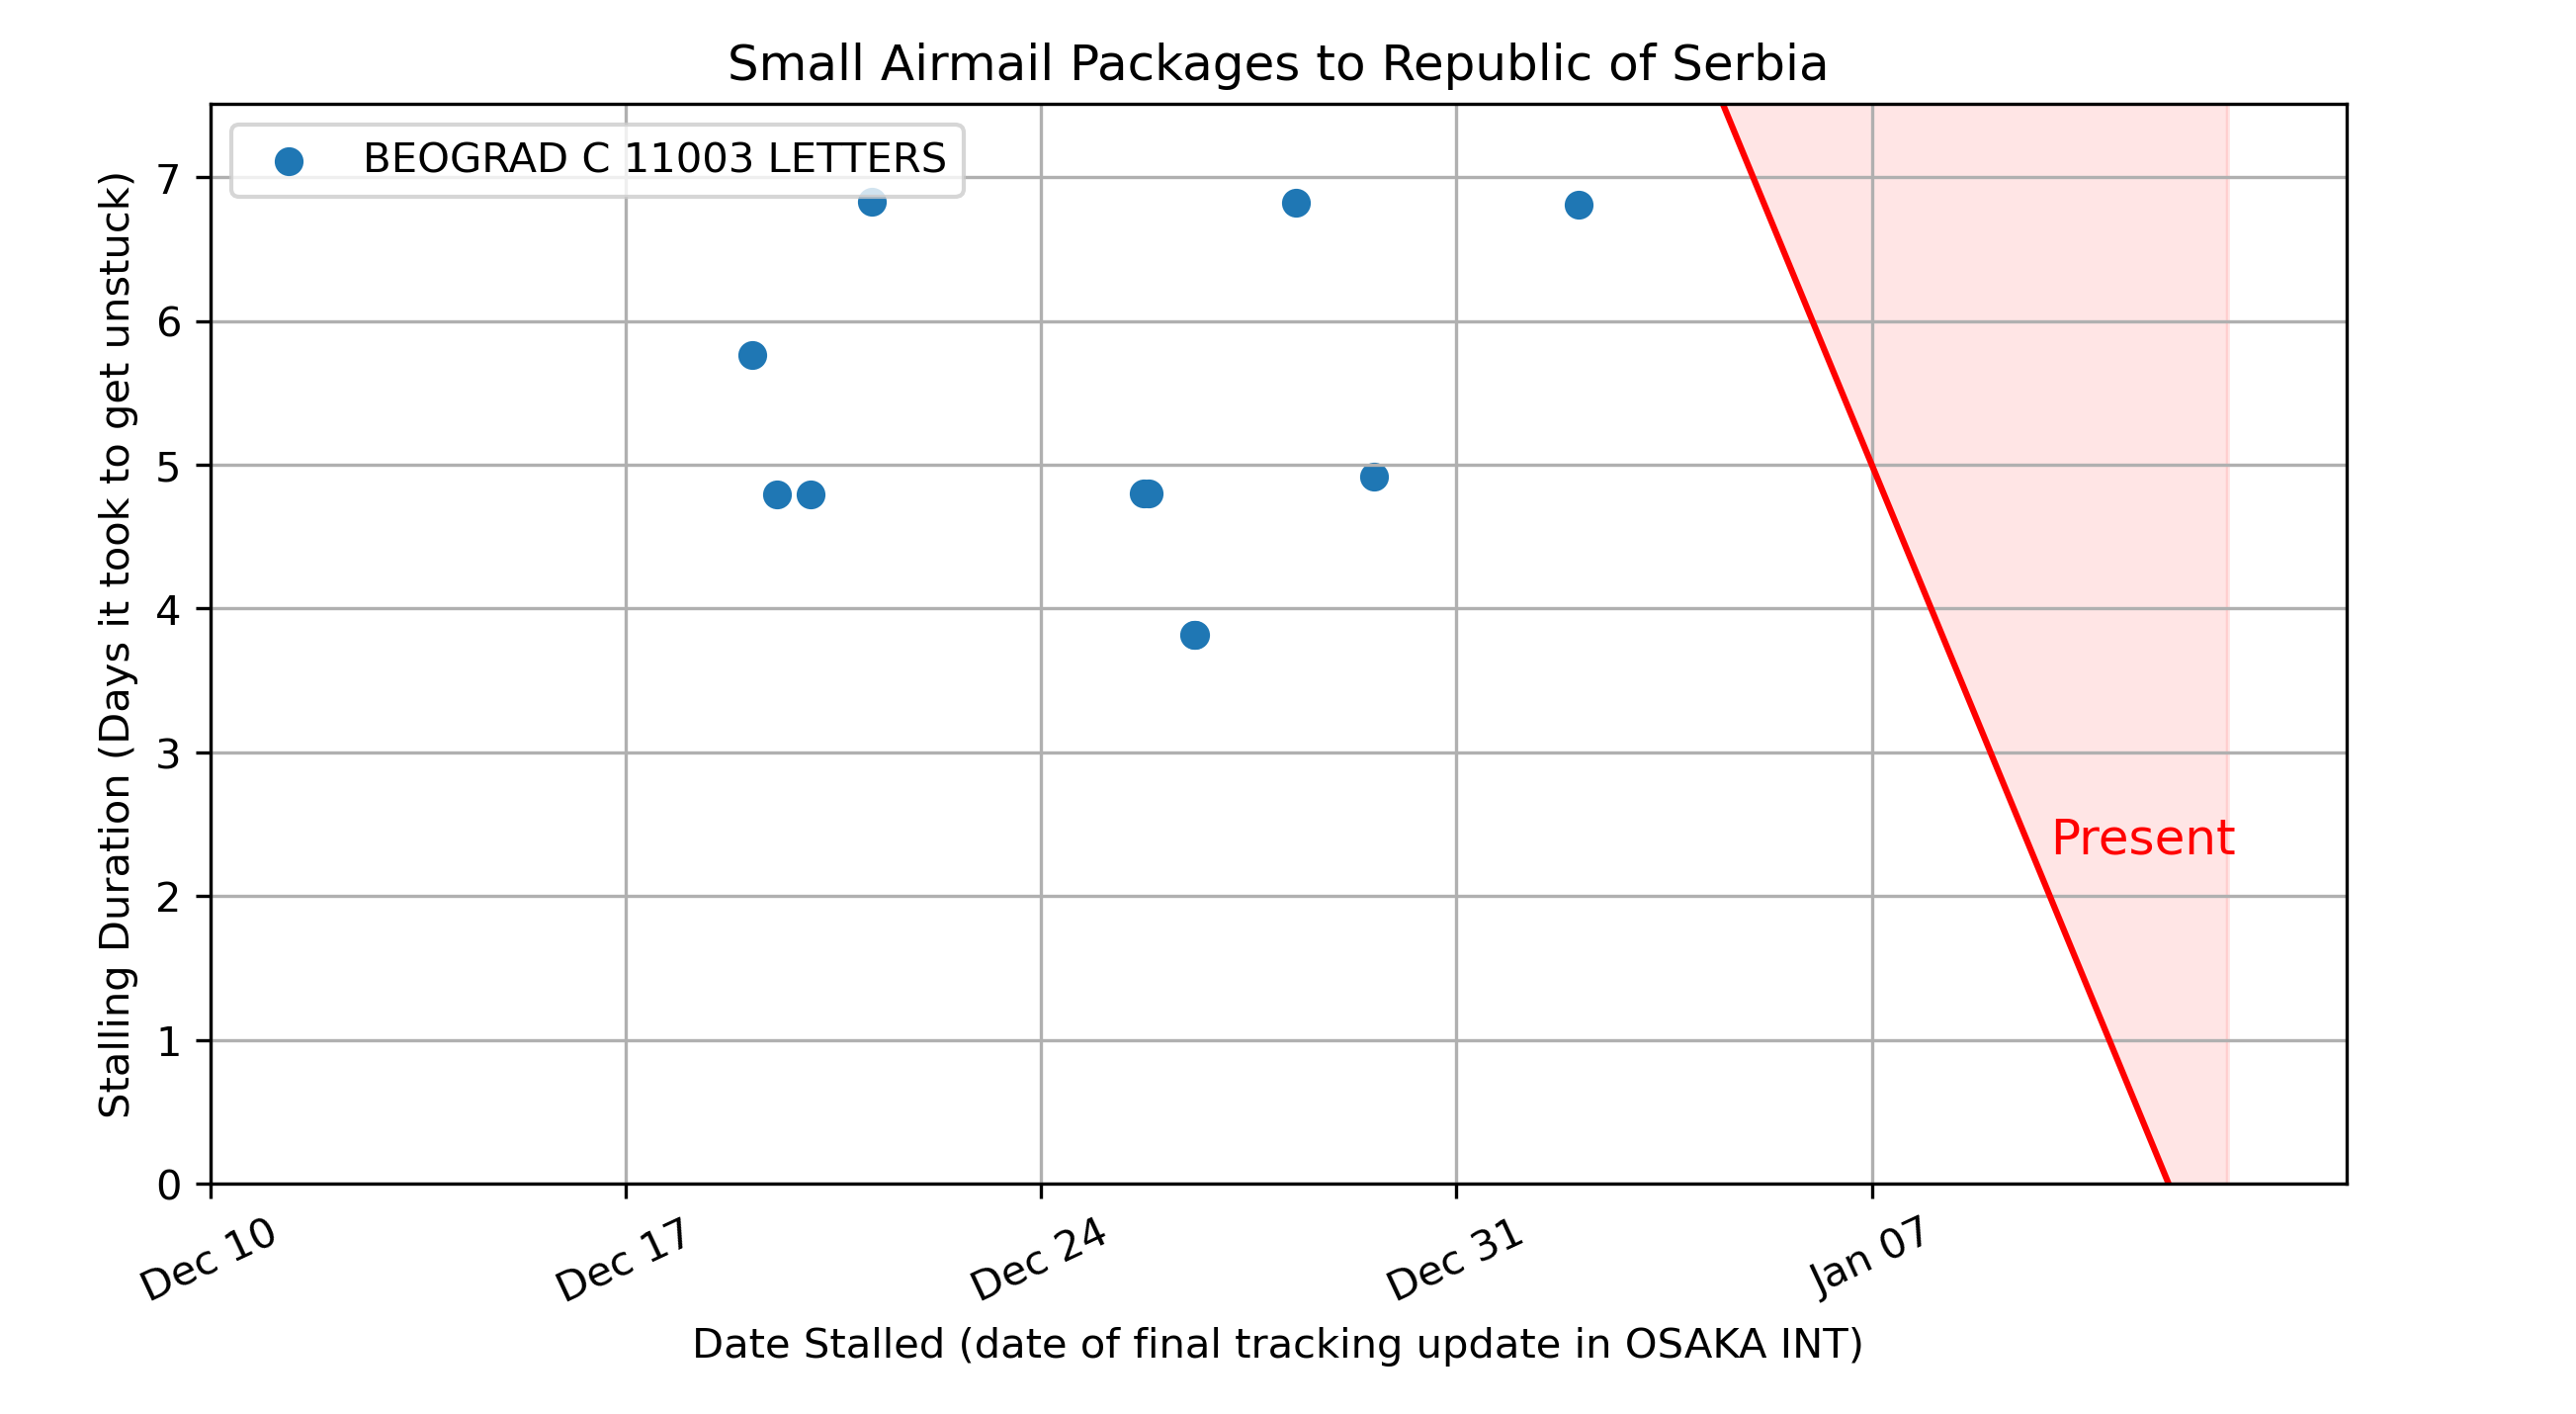 Small Airmail Packages to Republic of Serbia
BEOGRAD C 11003 LETTERS
Stalling Duration (Days it took to get unstuck)
7
6
5
4
3
2
1
0
Present
Dec 10
Dec 17
Dec 24
Dec 31
Jan 07
Date Stalled (date of final tracking update in OSAKA INT)